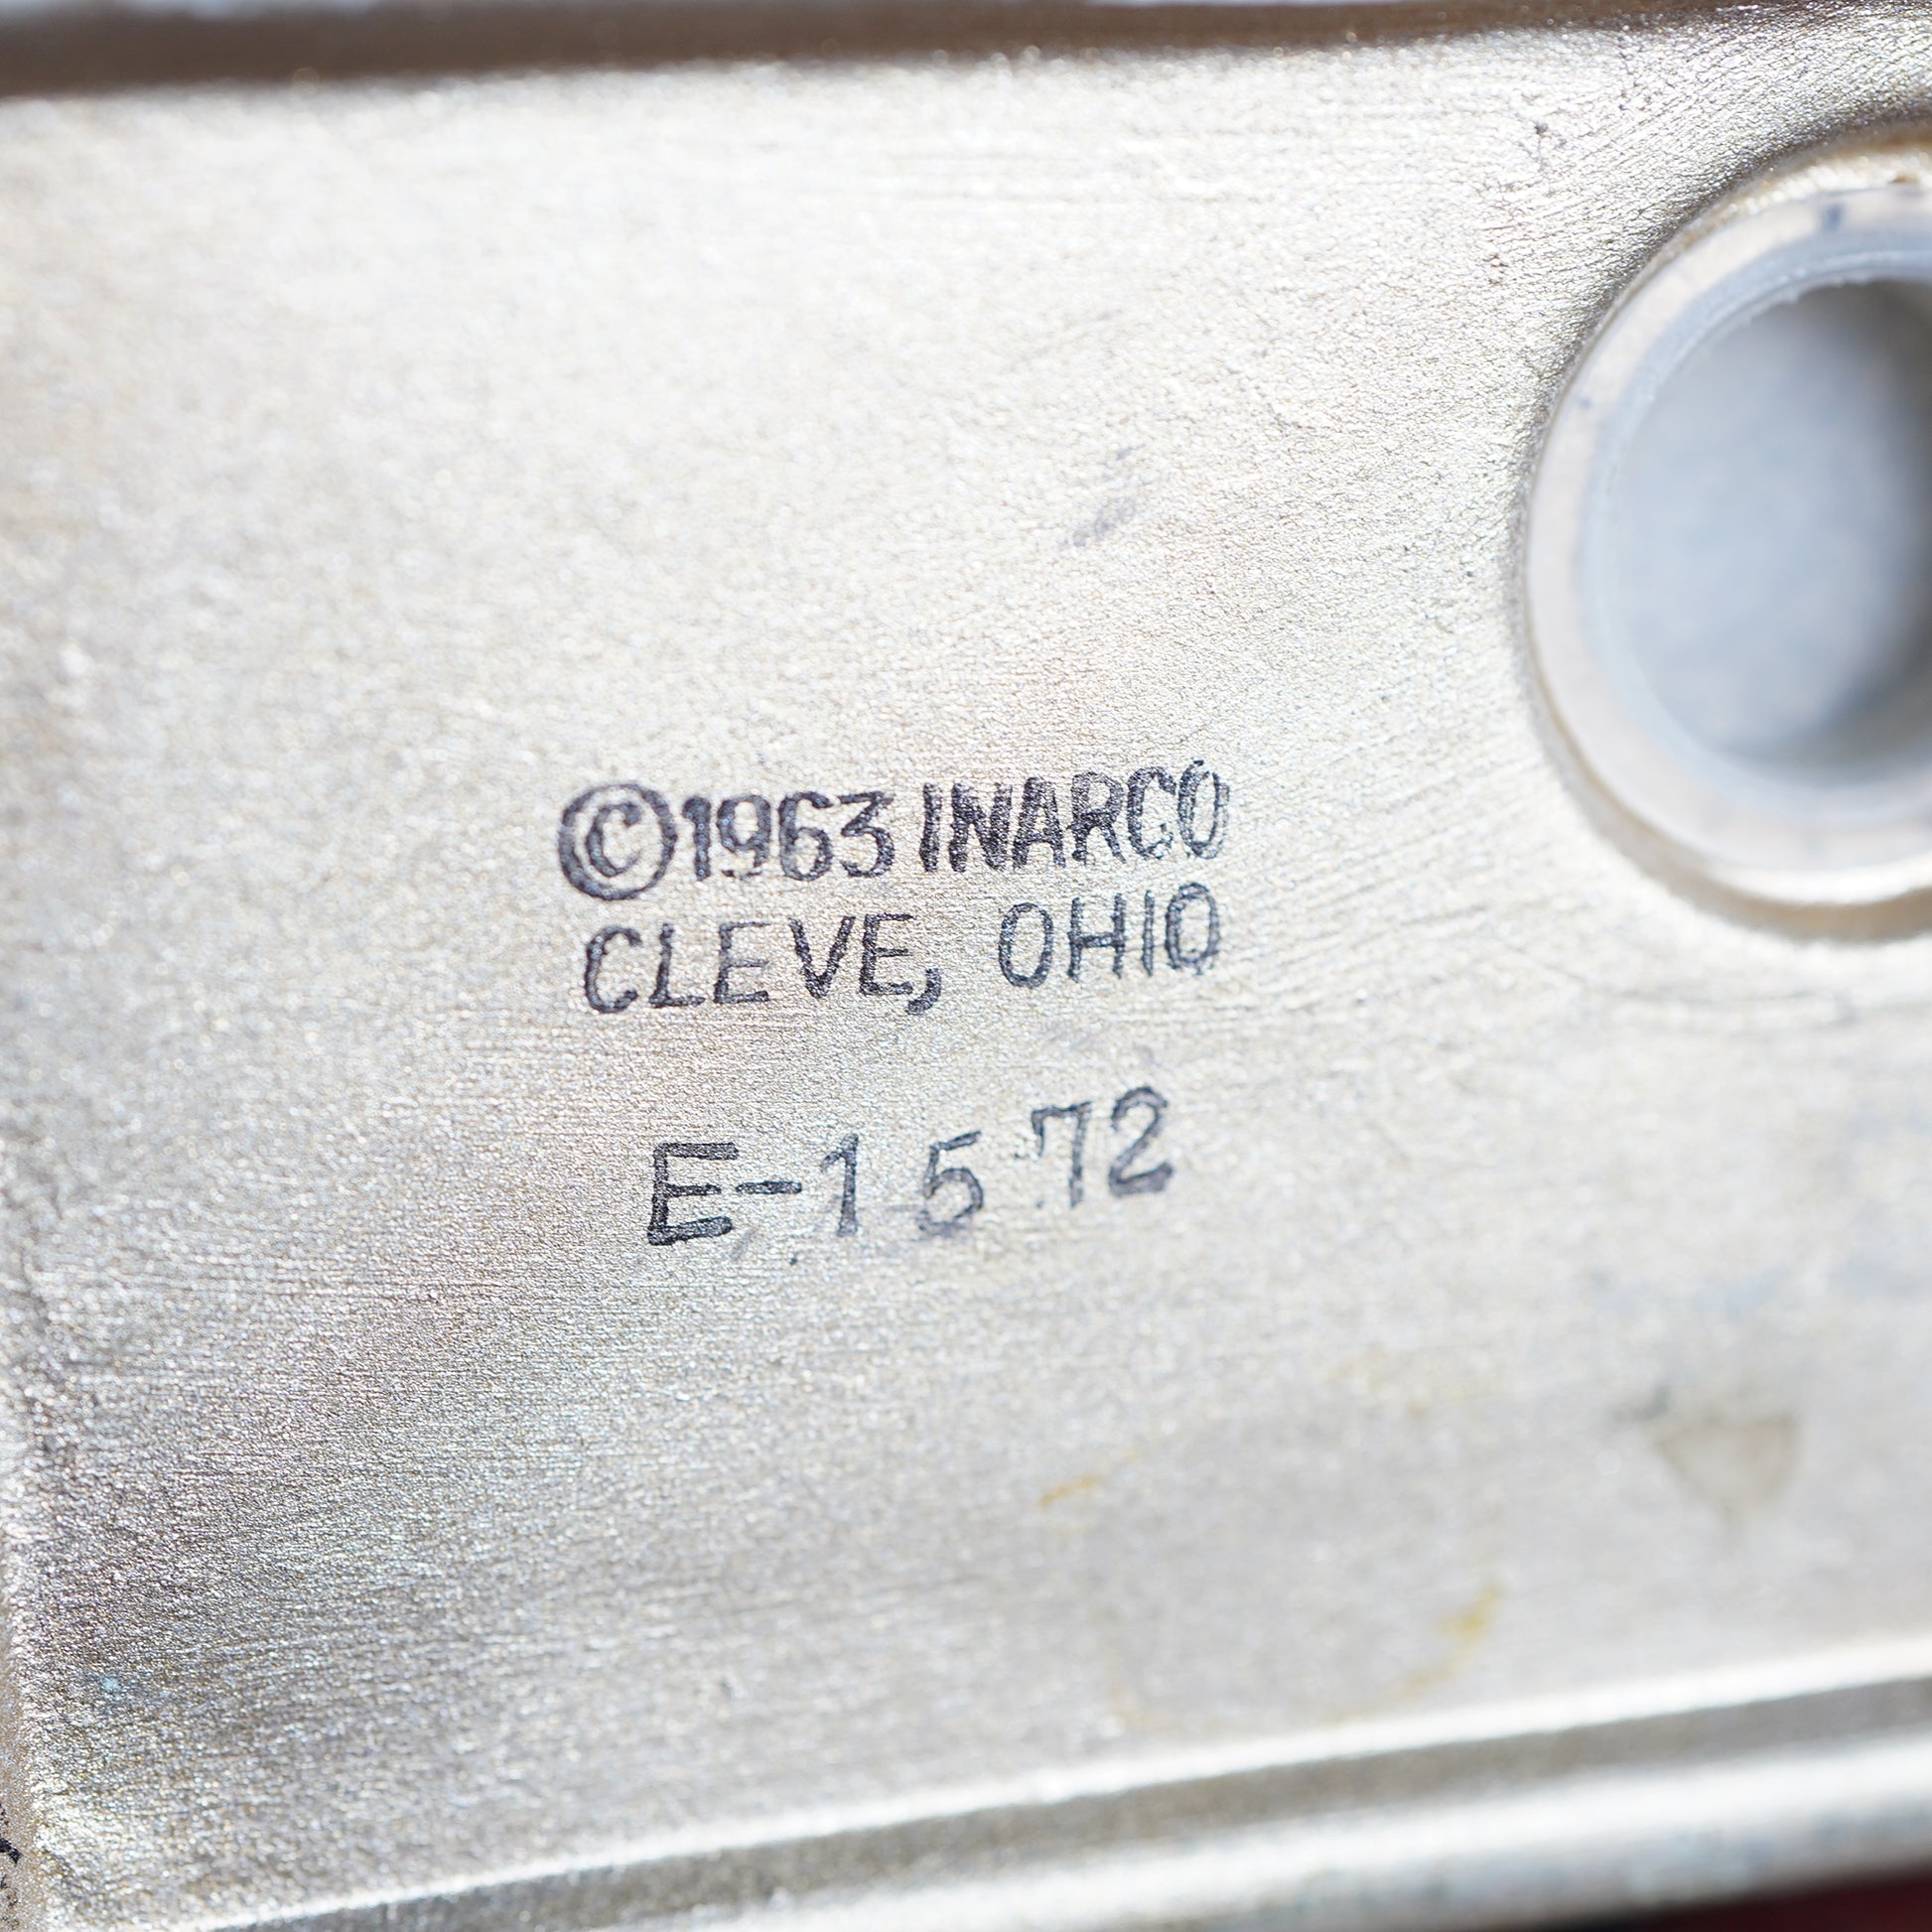 ©1963 INARCO
CLEVE, OHIO
E-1572